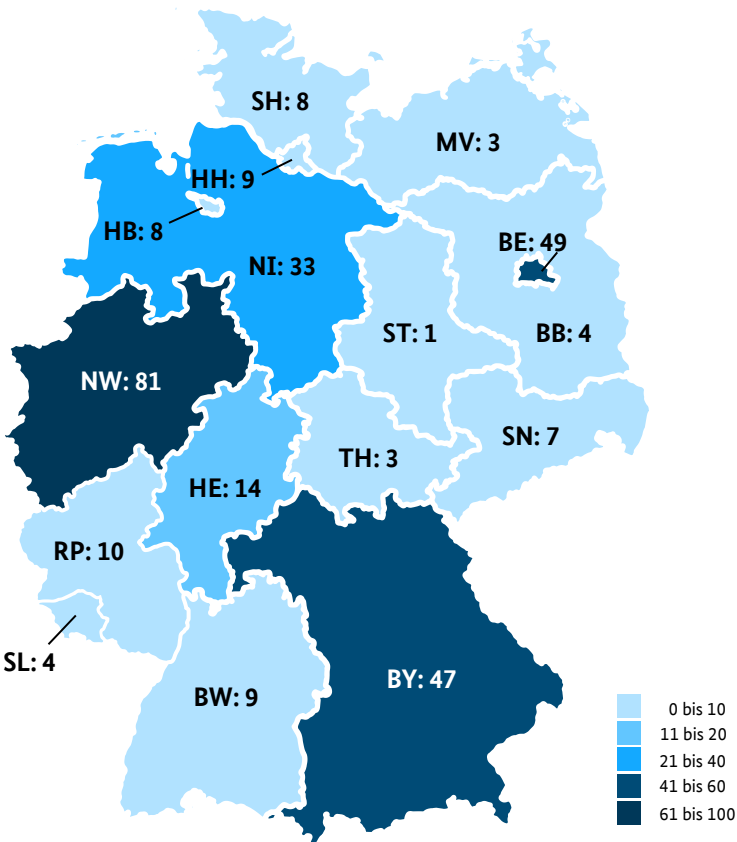 SH: 8
MV: 3
HH: 9
HB: 8
BE: 49
NI: 33
ST: 1
BB: 4
NW: 81
SN: 7
TH: 3
HE: 14
RP: 10
SL: 4
BY: 47
BW: 9
0 bis 10
11 bis 20
21 bis 40
41 bis 60
61 bis 100